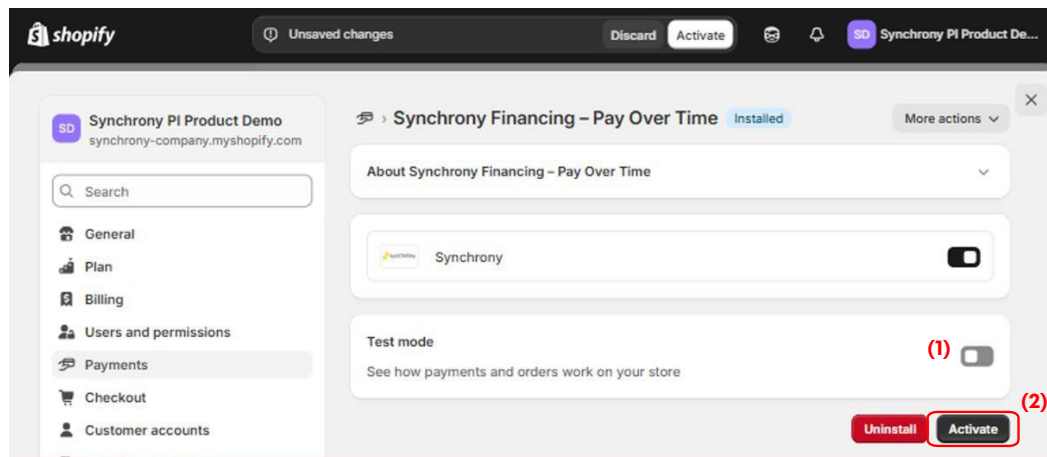 shopify
Unsaved changes
Discard
Activate
SD
Synchrony PI Product De...
SD
Synchrony PI Product Demo
synchrony-company.myshopify.com
Search
General
Plan
Billing
Users and permissions
Payments
Checkout
Customer accounts
› Synchrony Financing – Pay Over Time
Installed
More actions
About Synchrony Financing – Pay Over Time
synchrony
Synchrony
Test mode
See how payments and orders work on your store
(1)
(2)
Uninstall
Activate